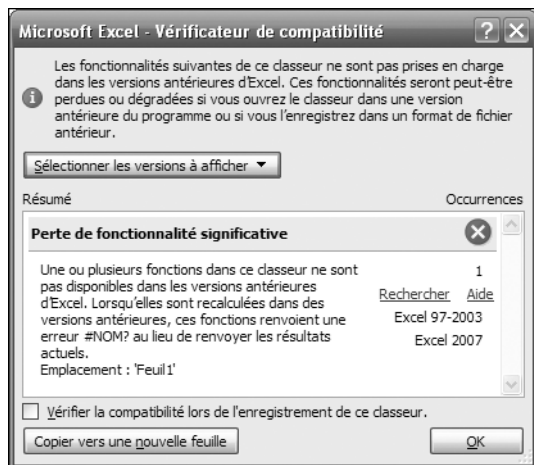 Microsoft Excel - Vérificateur de compatibilité
Les fonctionnalités suivantes de ce classeur ne sont pas prises en charge
dans les versions antérieures d'Excel. Ces fonctionnalités seront peut-être
perdues ou dégradées si vous ouvrez le classeur dans une version
antérieure du programme ou si vous l'enregistrez dans un format de fichier
antérieur.
Sélectionner les versions à afficher
Résumé Occurrences
Perte de fonctionnalité significative
Une ou plusieurs fonctions dans ce classeur ne sont 1
pas disponibles dans les versions antérieures
d'Excel. Lorsqu'elles sont recalculées dans des Rechercher Aide
versions antérieures, ces fonctions renvoient une Excel 97-2003
erreur #NOM? au lieu de renvoyer les résultats Excel 2007
actuels.
Emplacement : 'Feuil1'
Vérifier la compatibilité lors de l'enregistrement de ce classeur.
Copier vers une nouvelle feuille OK